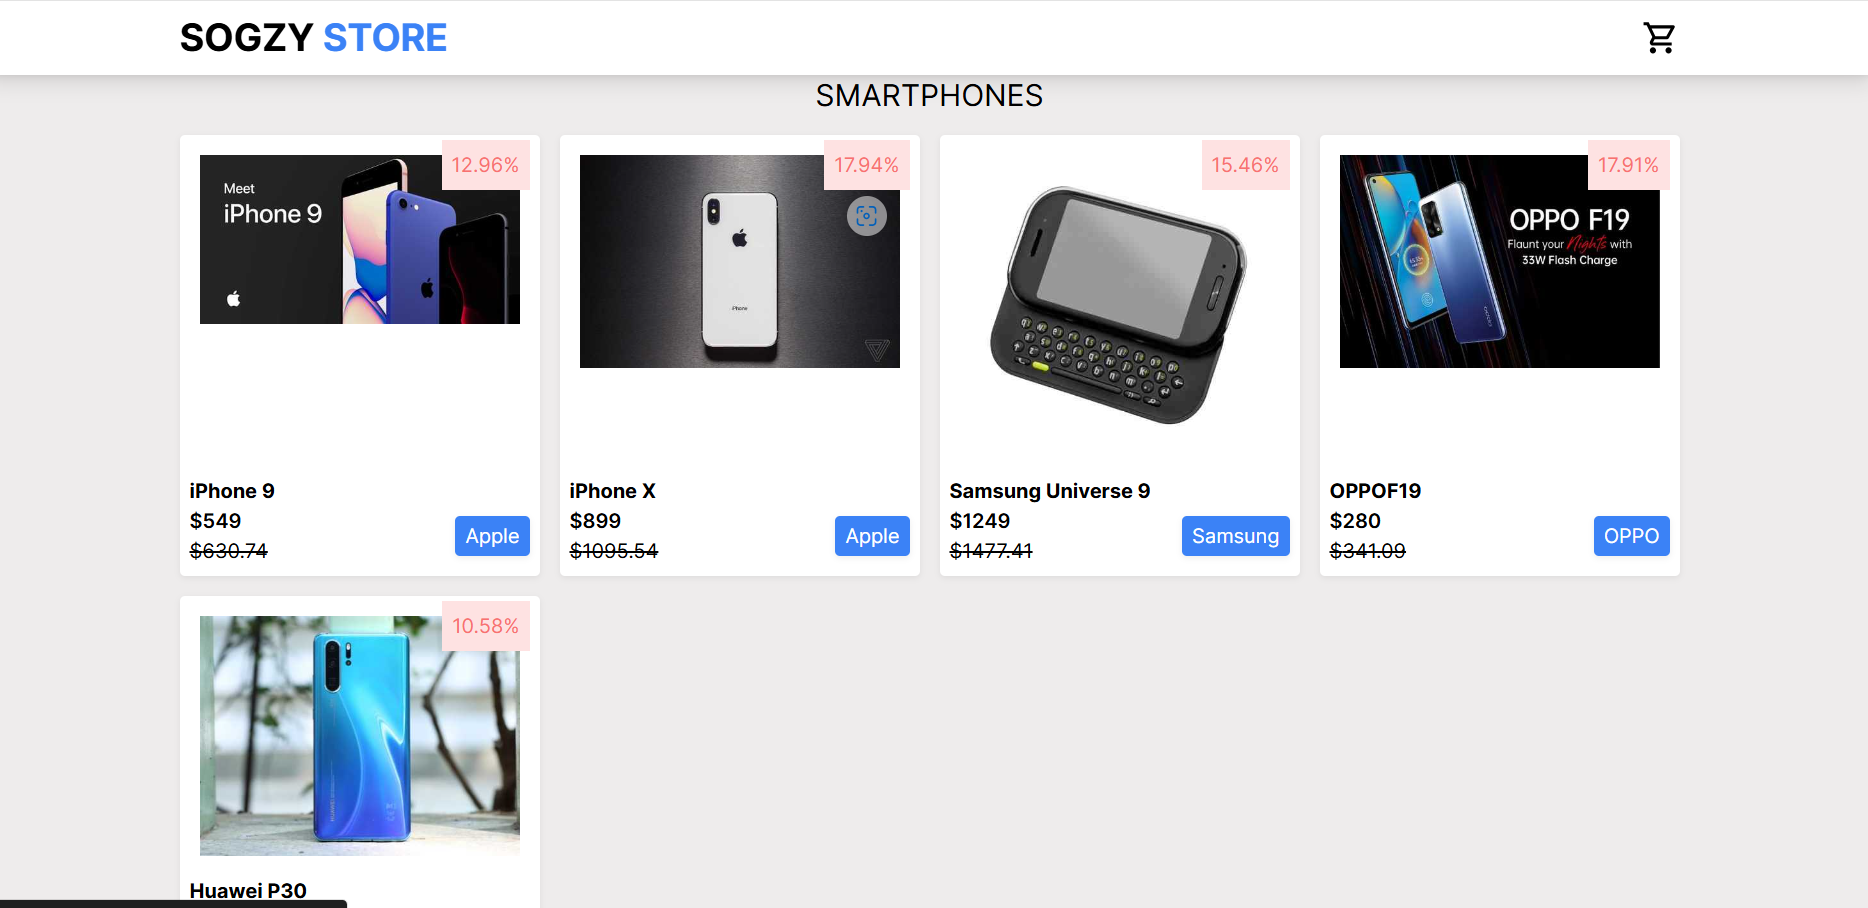 SOGZY STORE
SMARTPHONES
12.96%
Meet
iPhone 9
iPhone 9
$549
$630.74
Apple
17.94%
iPhone
iPhone X
$899
$1095.54
Apple
15.46%
Samsung Universe 9
$1249
$1477.41
Samsung
17.91%
OPPO F19
Flaunt your Nights with
33W Flash Charge
OPPOF19
$280
$341.09
OPPO
10.58%
Huawei P30